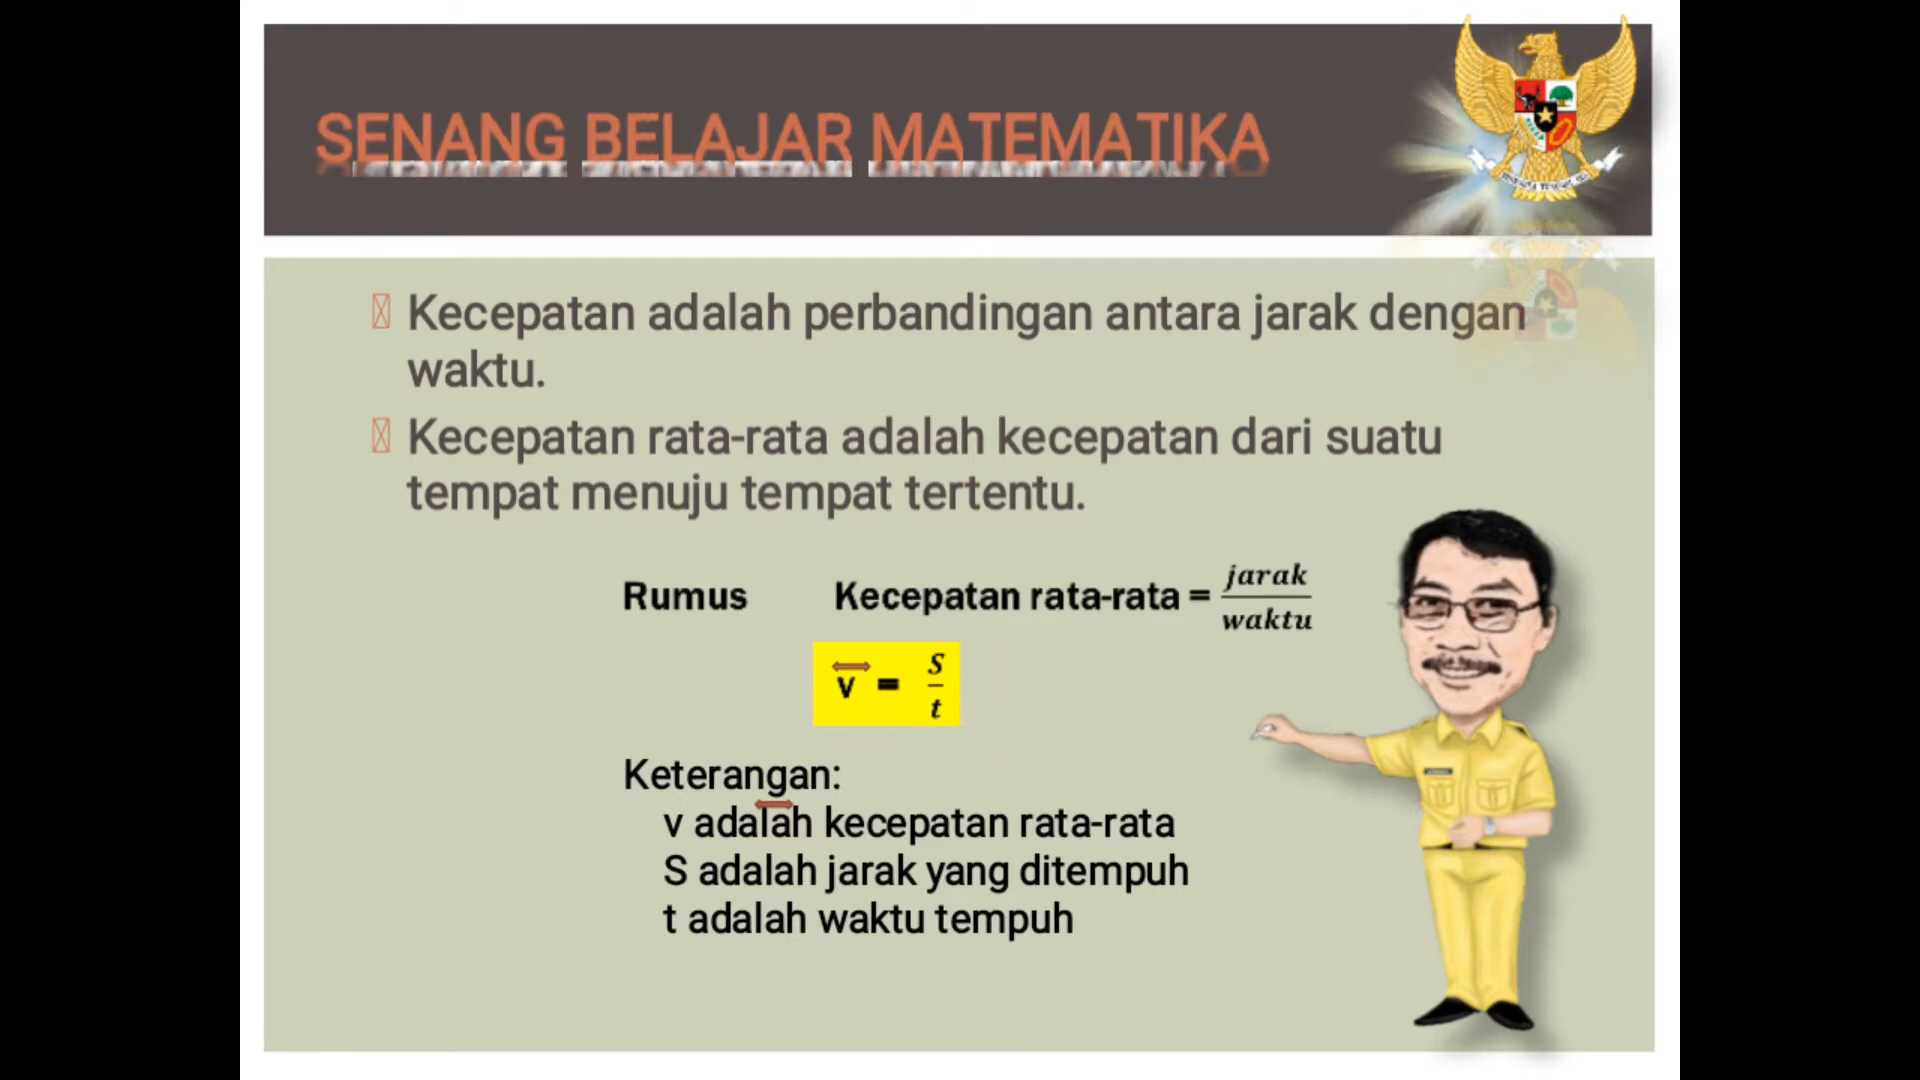 SENANG BELAJAR MATEMATIKA
Kecepatan adalah perbandingan antara jarak dengan
waktu.
Kecepatan rata-rata adalah kecepatan dari suatu
tempat menuju tempat tertentu.
Rumus Kecepatan rata-rata = jarak/waktu
v = S/t
Keterangan:
v adalah kecepatan rata-rata
S adalah jarak yang ditempuh
t adalah waktu tempuh